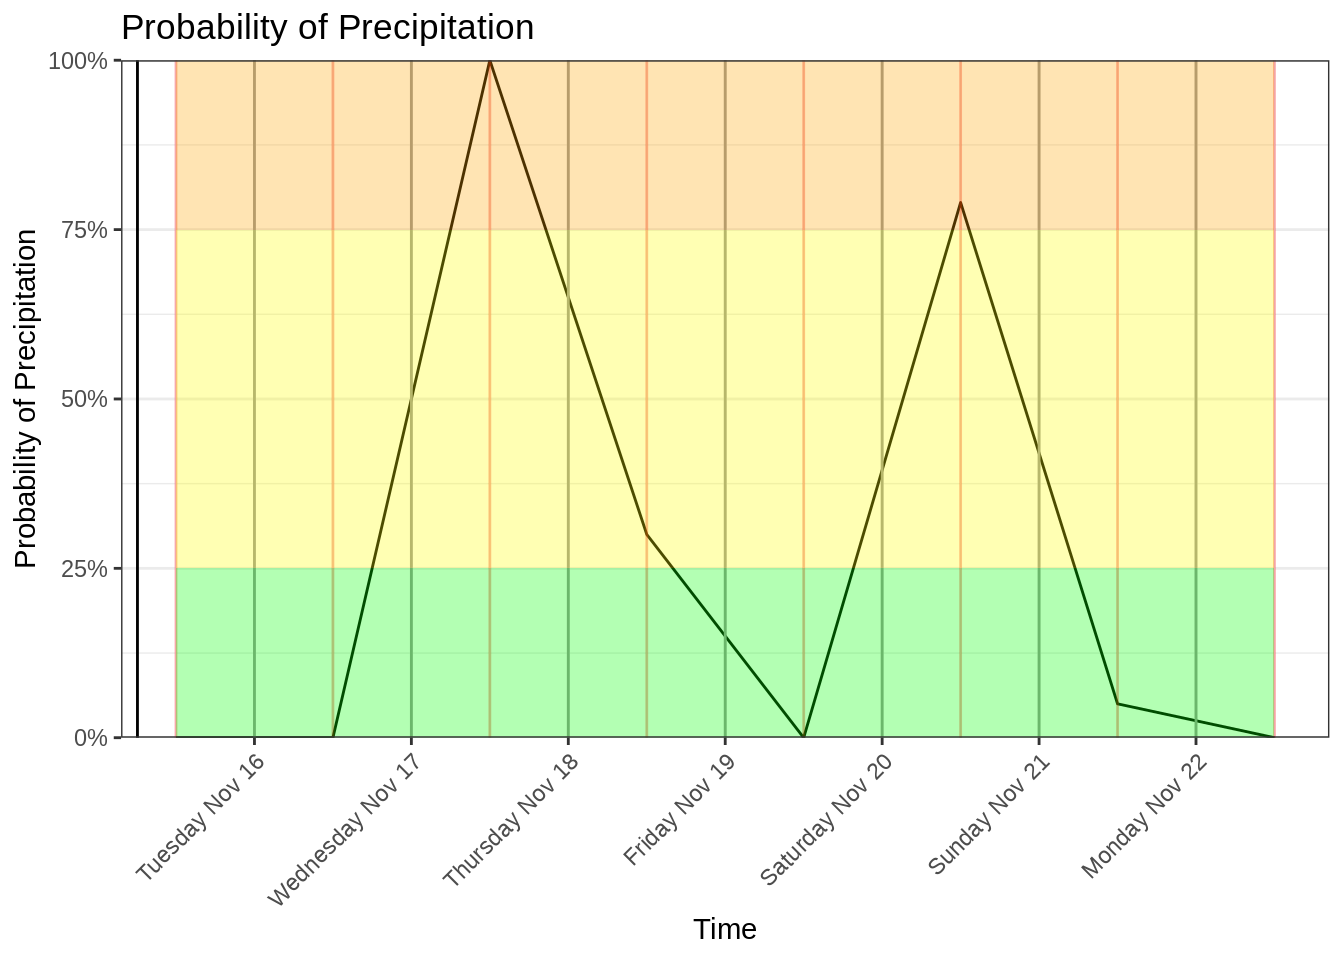 Probability of Precipitation
Probability of Precipitation
100%
75%
50%
25%
0%
Tuesday Nov 16
Wednesday Nov 17
Thursday Nov 18
Friday Nov 19
Saturday Nov 20
Sunday Nov 21
Monday Nov 22
Time